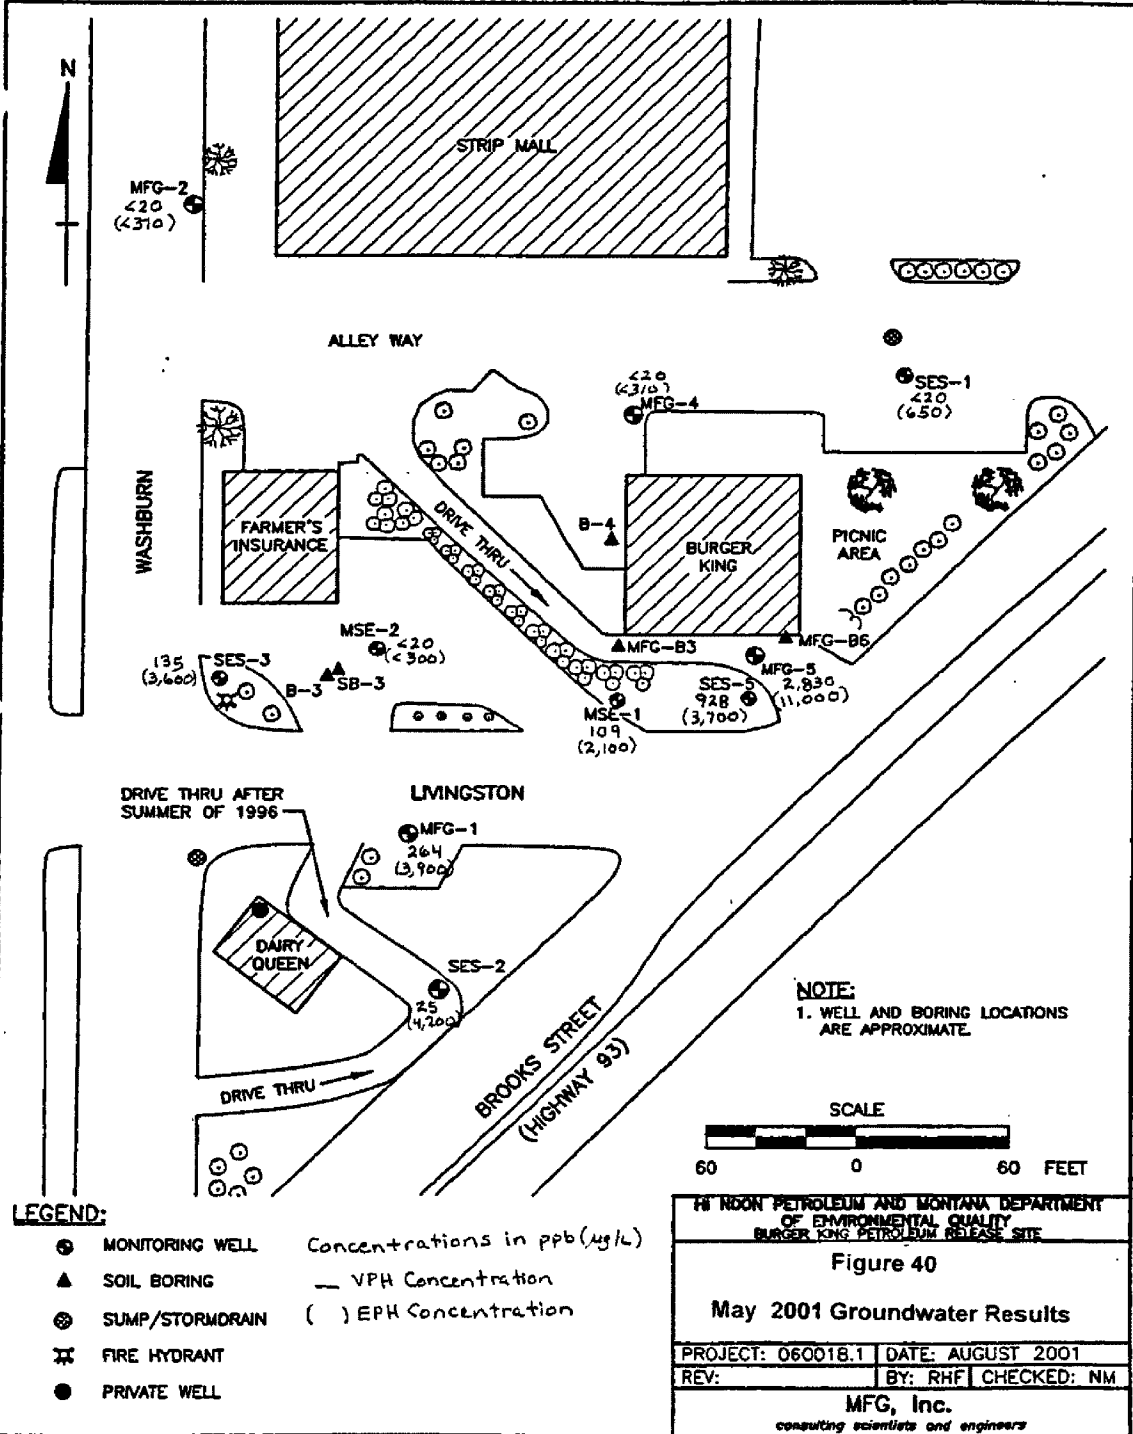 N
STRIP MALL
MFG-2
<20
(<310)
ALLEY WAY
<20
(<310)
MFG-4
SES-1
<20
(650)
WASHBURN
FARMER'S
INSURANCE
DRIVE THRU
B-4
BURGER
KING
PICNIC
AREA
MSE-2
<20
(<300)
MFG-B3
MFG-B6
135
(3,600)
SES-3
B-3
SB-3
MFG-5
2,830
(11,000)
SES-5
928
(3,700)
MSE-1
109
(2,100)
DRIVE THRU AFTER
SUMMER OF 1996
LIVINGSTON
MFG-1
264
(3,900)
DAIRY
QUEEN
SES-2
25
(4,200)
DRIVE THRU
BROOKS STREET
(HIGHWAY 93)
NOTE:
1. WELL AND BORING LOCATIONS
ARE APPROXIMATE.
SCALE
60 0 60 FEET
LEGEND:
MONITORING WELL
SOIL BORING
SUMP/STORMDRAIN
FIRE HYDRANT
PRIVATE WELL
Concentrations in ppb (µg/L)
— VPH Concentration
( ) EPH Concentration
HI NOON PETROLEUM AND MONTANA DEPARTMENT
OF ENVIRONMENTAL QUALITY
BURGER KING PETROLEUM RELEASE SITE
Figure 40
May 2001 Groundwater Results
PROJECT: 060018.1 DATE: AUGUST 2001
REV: BY: RHF CHECKED: NM
MFG, Inc.
consulting scientists and engineers